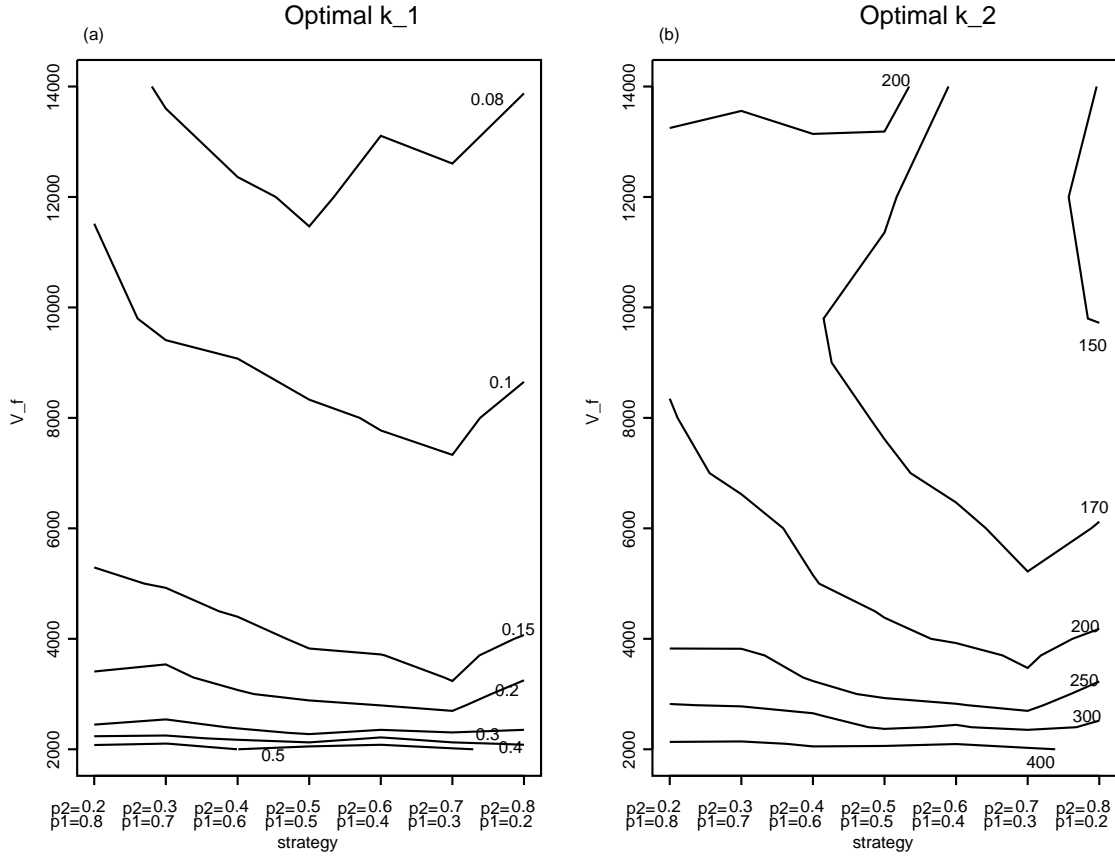 Optimal k_1
(a)
V_f
14000
12000
10000
8000
6000
4000
2000
0.08
0.1
0.15
0.2
0.3
0.4
0.5
p2=0.2 p2=0.3 p2=0.4 p2=0.5 p2=0.6 p2=0.7 p2=0.8
p1=0.8 p1=0.7 p1=0.6 p1=0.5 p1=0.4 p1=0.3 p1=0.2
strategy
Optimal k_2
(b)
V_f
14000
12000
10000
8000
6000
4000
2000
200
150
170
200
250
300
400
p2=0.2 p2=0.3 p2=0.4 p2=0.5 p2=0.6 p2=0.7 p2=0.8
p1=0.8 p1=0.7 p1=0.6 p1=0.5 p1=0.4 p1=0.3 p1=0.2
strategy